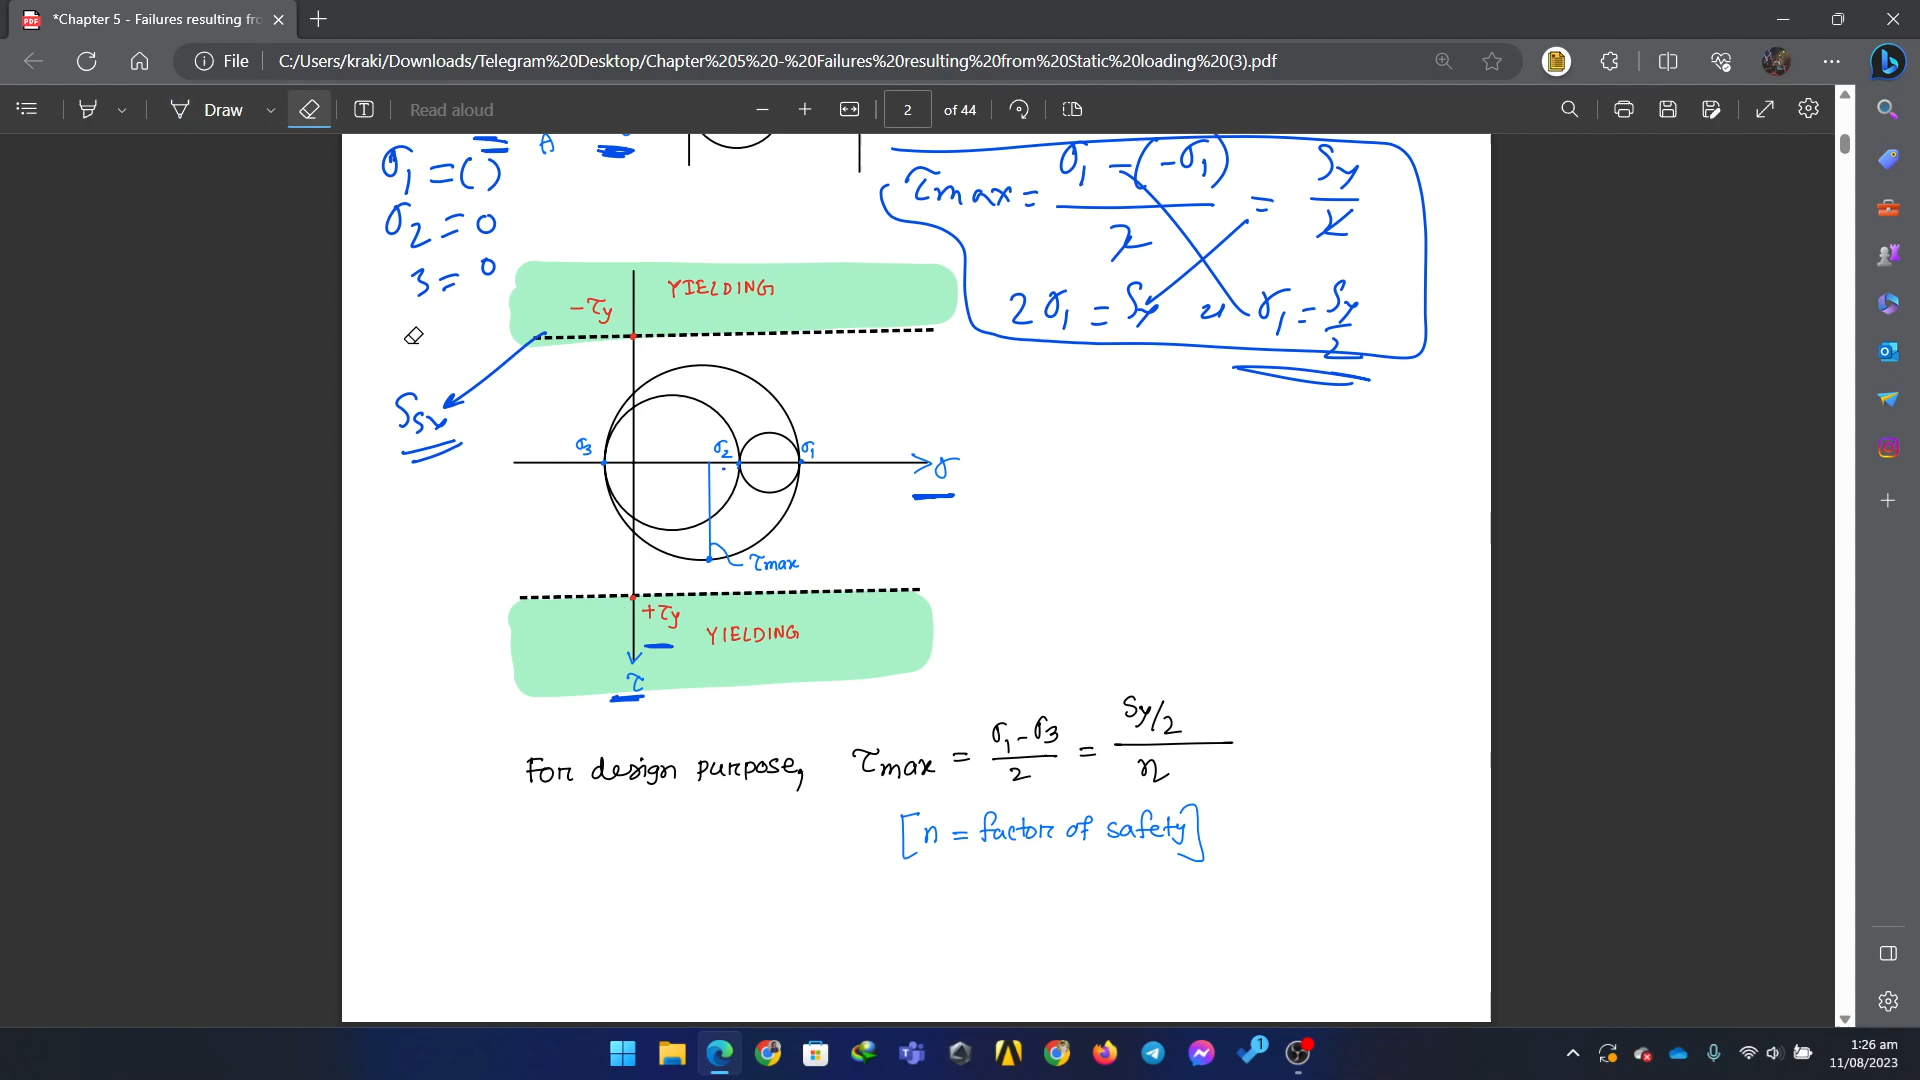 *Chapter 5 - Failures resulting fro
File
C:/Users/kraki/Downloads/Telegram%20Desktop/Chapter%205%20-%20Failures%20resulting%20from%20Static%20loading%20(3).pdf
Draw
Read aloud
2
of 44
σ₁ = ( )
A
σ₂ = 0
3 = 0
τmax = σ₁ - (-σ₁) / 2 = Sy / 2
2 σ₁ = Sy
σ₁ = Sy / 2
YIELDING
-τy
Ssy
σ₃
σ₂
σ₁
σ
τmax
+τy
YIELDING
τ
For design purpose, τmax = σ₁ - σ₃ / 2 = Sy/2 / n
[n = factor of safety]
1
1:26 am
11/08/2023